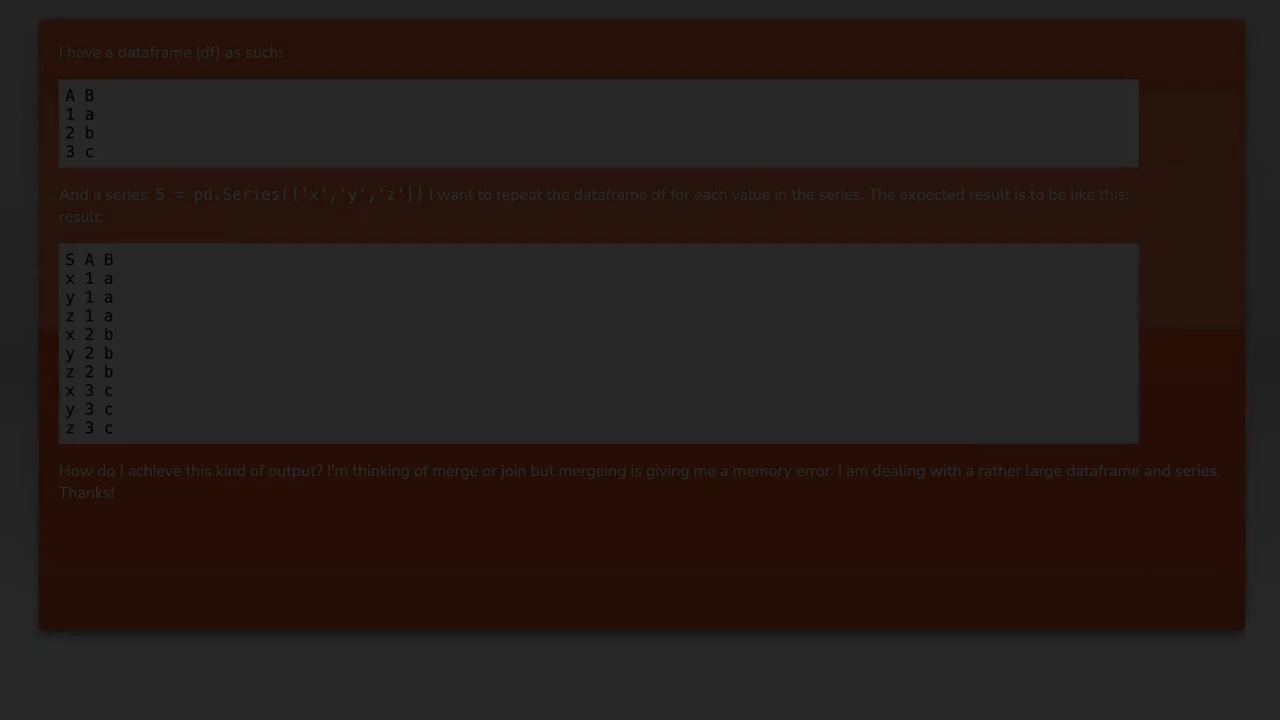 I have a dataframe (df) as such:
A B
1 a
2 b
3 c
And a series: S = pd.Series(['x','y','z']) I want to repeat the dataframe df for each value in the series. The expected result is to be like this:
result:
S A B
x 1 a
y 1 a
z 1 a
x 2 b
y 2 b
z 2 b
x 3 c
y 3 c
z 3 c
How do I achieve this kind of output? I'm thinking of merge or join but mergeing is giving me a memory error. I am dealing with a rather large dataframe and series.
Thanks!